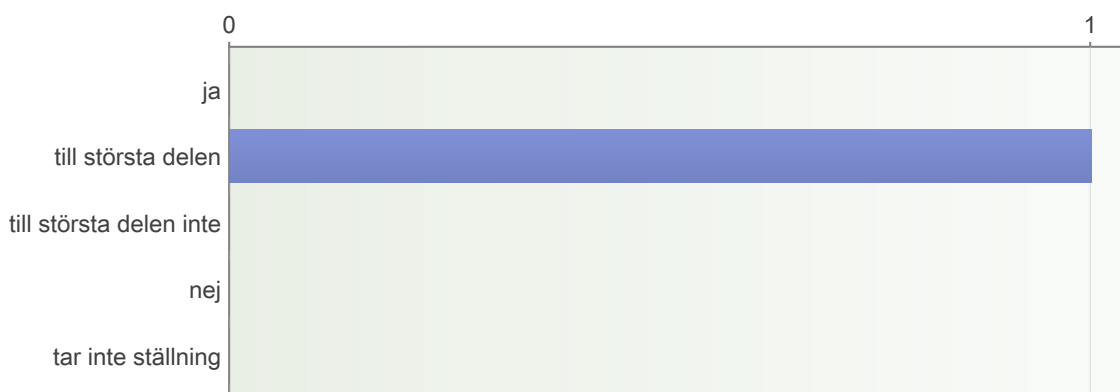 0 1
ja
till största delen
till största delen inte
nej
tar inte ställning